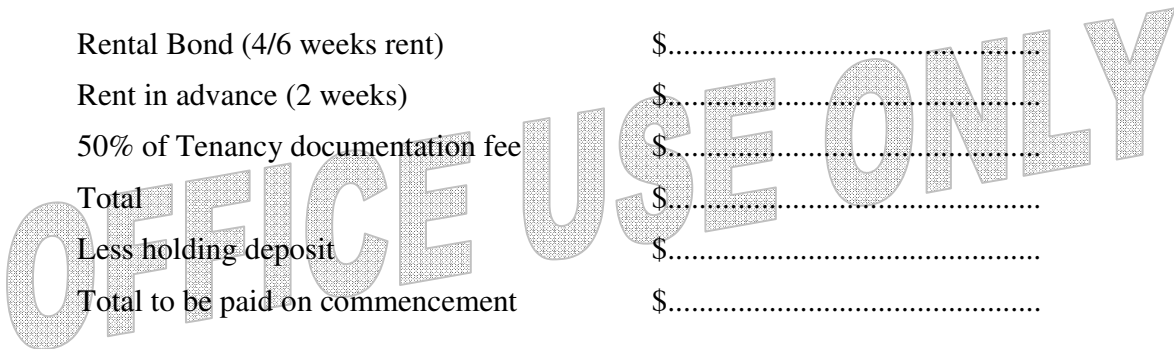 Rental Bond (4/6 weeks rent) $................................................
Rent in advance (2 weeks) $................................................
50% of Tenancy documentation fee $................................................
Total $................................................
Less holding deposit $................................................
Total to be paid on commencement $................................................
OFFICE USE ONLY